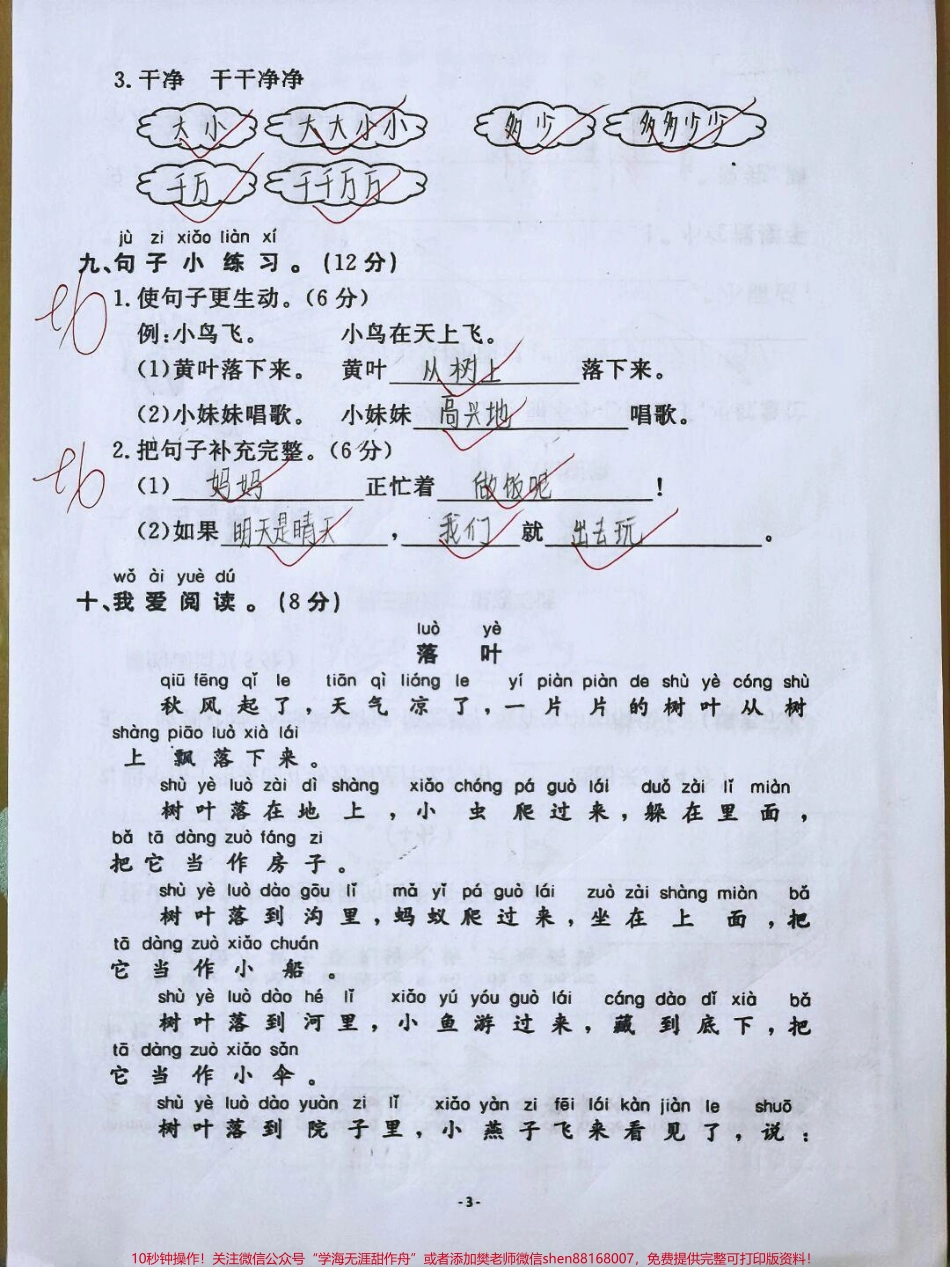 3.干净 干干净净
大小 大大小小 多少 多多少少
千万 千千万万
jù zi xiǎo liàn xí
九、句子小练习。(12分)
+6
1.使句子更生动。(6分)
例:小鸟飞。 小鸟在天上飞。
(1)黄叶落下来。 黄叶从树上落下来。
(2)小妹妹唱歌。 小妹妹高兴地唱歌。
+6
2.把句子补充完整。(6分)
(1)妈妈正忙着做饭呢!
(2)如果明天是晴天,我们就出去玩。
wǒ ài yuè dú
十、我爱阅读。(8分)
luò yè
落叶
qiū fēng qǐ le tiān qì liáng le yí piàn piàn de shù yè cóng shù
秋风起了,天气凉了,一片片的树叶从树
shàng piāo luò xià lái
上飘落下来。
shù yè luò zài dì shàng xiǎo chóng pá guò lái duǒ zài lǐ miàn
树叶落在地上,小虫爬过来,躲在里面,
bǎ tā dàng zuò fáng zi
把它当作房子。
shù yè luò dào gōu lǐ mǎ yǐ pá guò lái zuò zài shàng miàn bǎ
树叶落到沟里,蚂蚁爬过来,坐在上面,把
tā dàng zuò xiǎo chuán
它当作小船。
shù yè luò dào hé lǐ xiǎo yú yóu guò lái cáng dào dǐ xià bǎ
树叶落到河里,小鱼游过来,藏到底下,把
tā dàng zuò xiǎo sǎn
它当作小伞。
shù yè luò dào yuàn zi lǐ xiǎo yàn zi fēi lái kàn jiàn le shuō
树叶落到院子里,小燕子飞来看见了,说:
-3-
10秒钟操作!关注微信公众号“学海无涯甜作舟”或者添加樊老师微信shen88168007,免费提供完整可打印版资料!